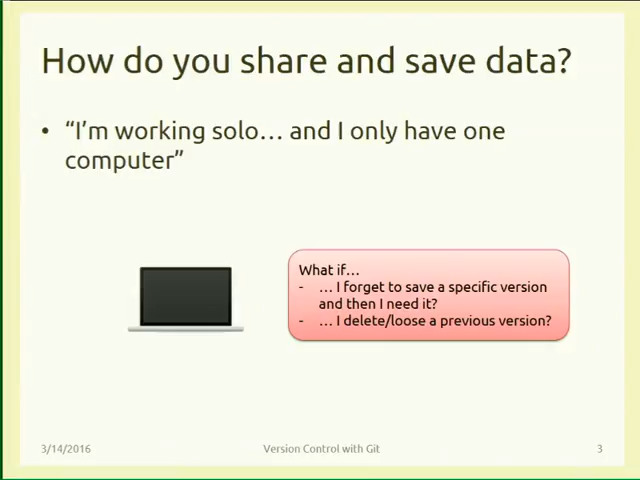 How do you share and save data?
• “I’m working solo… and I only have one
computer”
What if…
- … I forget to save a specific version
and then I need it?
- … I delete/loose a previous version?
3/14/2016
Version Control with Git
3